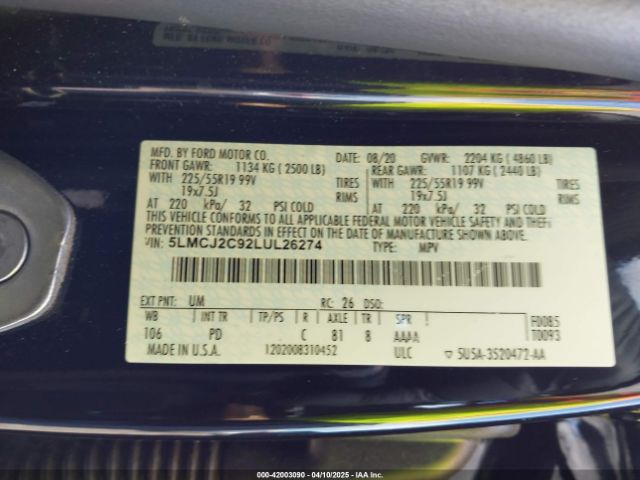 MFD. BY FORD MOTOR CO. DATE: 08/20 GVWR: 2204 KG ( 4860 LB)
FRONT GAWR: 1134 KG ( 2500 LB) REAR GAWR: 1107 KG ( 2440 LB)
WITH 225/55R19 99V TIRES WITH 225/55R19 99V TIRES
19x7.5J RIMS 19x7.5J RIMS
AT 220 kPa/ 32 PSI COLD AT 220 kPa/ 32 PSI COLD
THIS VEHICLE CONFORMS TO ALL APPLICABLE FEDERAL MOTOR VEHICLE SAFETY AND THEFT
PREVENTION STANDARDS IN EFFECT ON THE DATE OF MANUFACTURE SHOWN ABOVE.
VIN: 5LMCJ2C92LUL26274 TYPE: MPV
EXT PNT: UM RC: 26 DSO:
WB INT TR TP/PS R AXLE TR SPR F0085
106 PD C 81 8 AAAA T0093
MADE IN U.S.A. 1202008310452 ULC 5U5A-3520472-AA
000-42003090 - 04/10/2025 - IAAI.COM